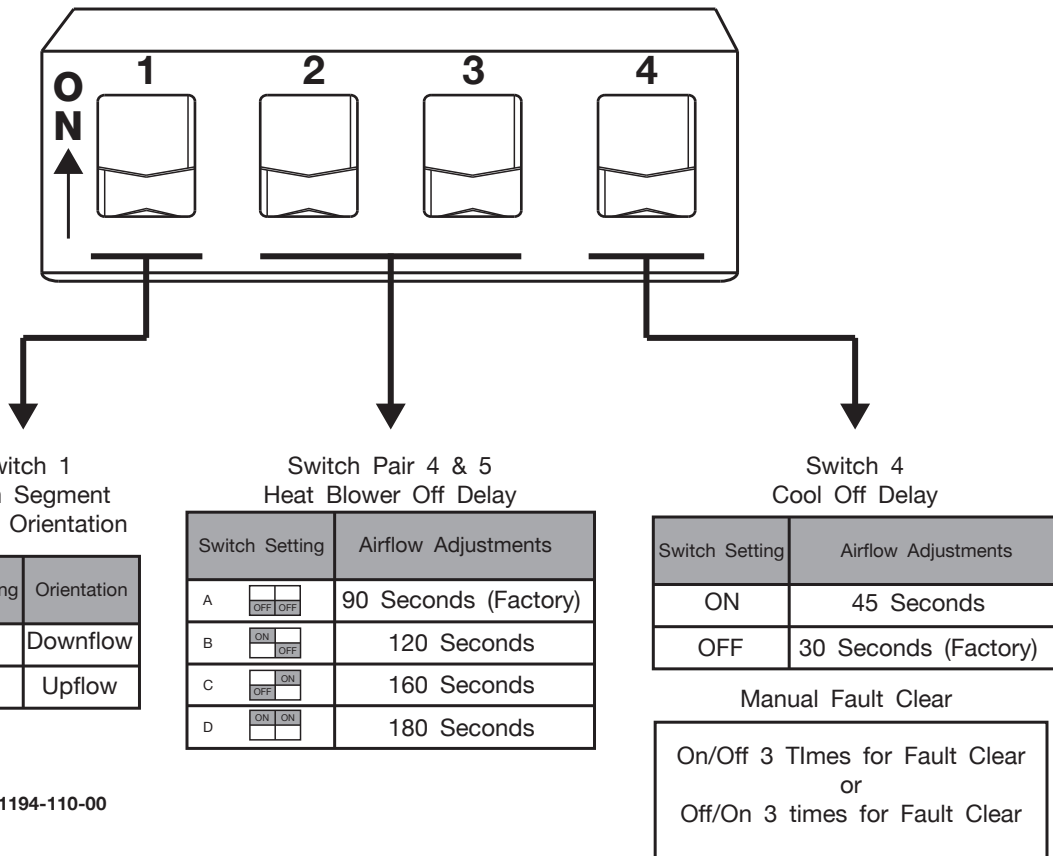 1 2 3 4
ON
Switch 1
Segment
Orientation
Orientation
Downflow
Upflow
Switch Pair 4 & 5
Heat Blower Off Delay
Switch Setting Airflow Adjustments
A OFF OFF 90 Seconds (Factory)
B ON OFF 120 Seconds
C OFF ON 160 Seconds
D ON ON 180 Seconds
Switch 4
Cool Off Delay
Switch Setting Airflow Adjustments
ON 45 Seconds
OFF 30 Seconds (Factory)
Manual Fault Clear
On/Off 3 TImes for Fault Clear
or
Off/On 3 times for Fault Clear
1194-110-00